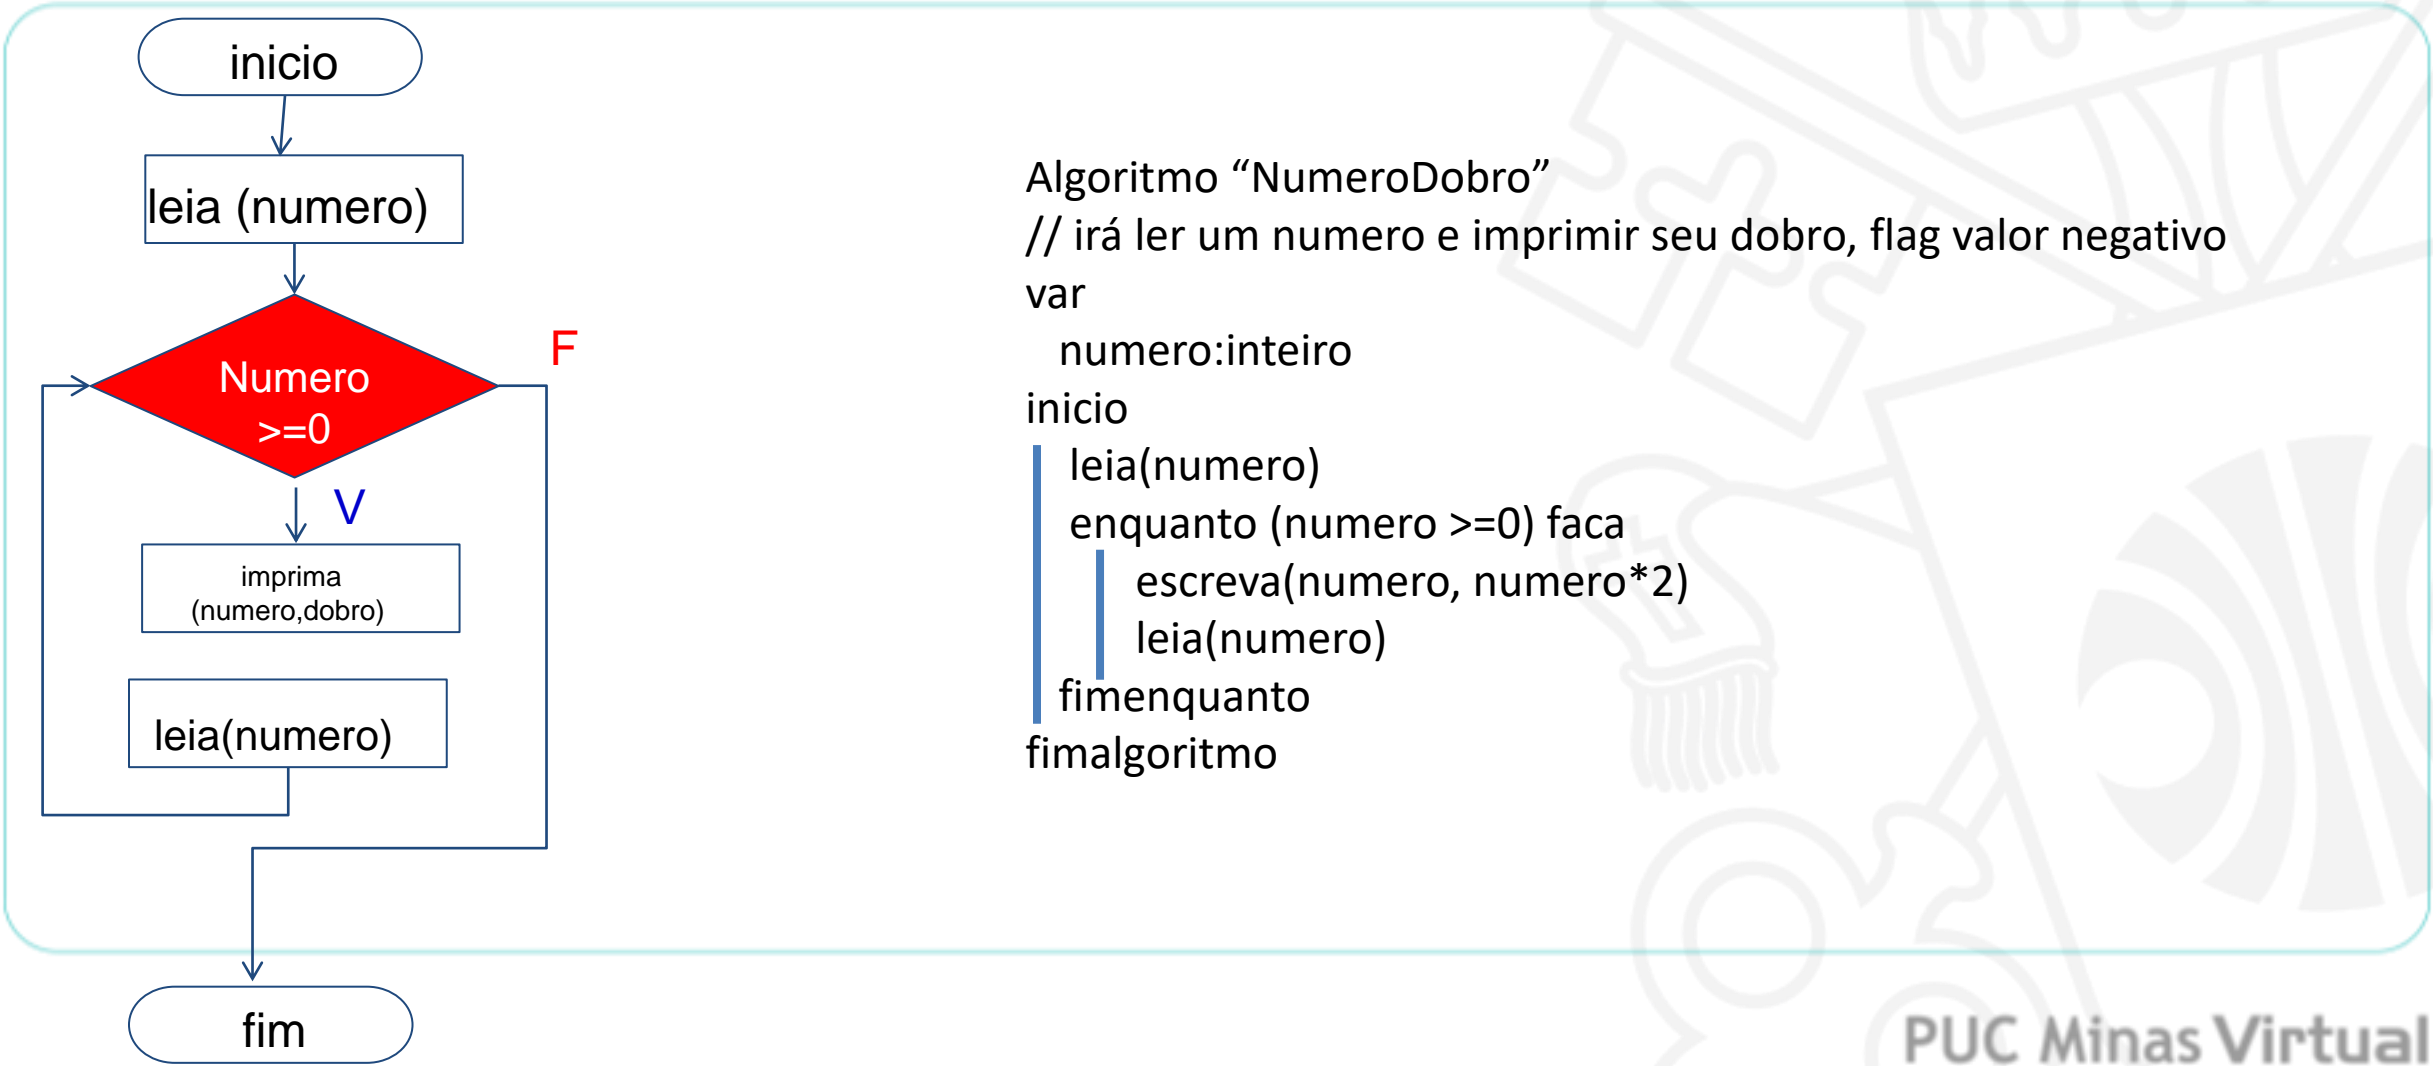 inicio
leia (numero)
Numero
>=0
F
V
imprima
(numero,dobro)
leia(numero)
fim
Algoritmo “NumeroDobro”
// irá ler um numero e imprimir seu dobro, flag valor negativo
var
numero:inteiro
inicio
leia(numero)
enquanto (numero >=0) faca
escreva(numero, numero*2)
leia(numero)
fimenquanto
fimalgoritmo
PUC Minas Virtual